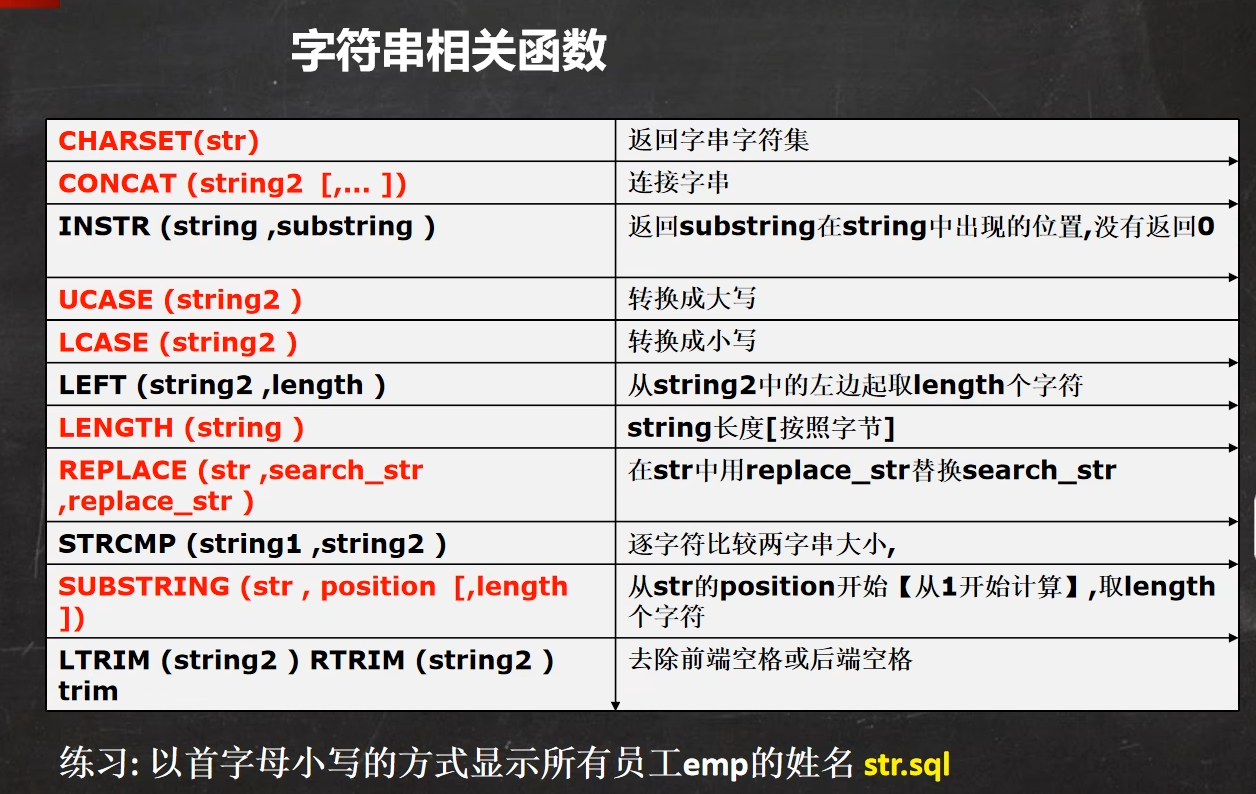 字符串相关函数
CHARSET(str)
返回字串字符集
CONCAT (string2 [,... ])
连接字串
INSTR (string ,substring )
返回substring在string中出现的位置,没有返回0
UCASE (string2 )
转换成大写
LCASE (string2 )
转换成小写
LEFT (string2 ,length )
从string2中的左边起取length个字符
LENGTH (string )
string长度[按照字节]
REPLACE (str ,search_str
,replace_str )
在str中用replace_str替换search_str
STRCMP (string1 ,string2 )
逐字符比较两字串大小,
SUBSTRING (str , position [,length
])
从str的position开始【从1开始计算】,取length
个字符
LTRIM (string2 ) RTRIM (string2 )
trim
去除前端空格或后端空格
练习: 以首字母小写的方式显示所有员工emp的姓名 str.sql